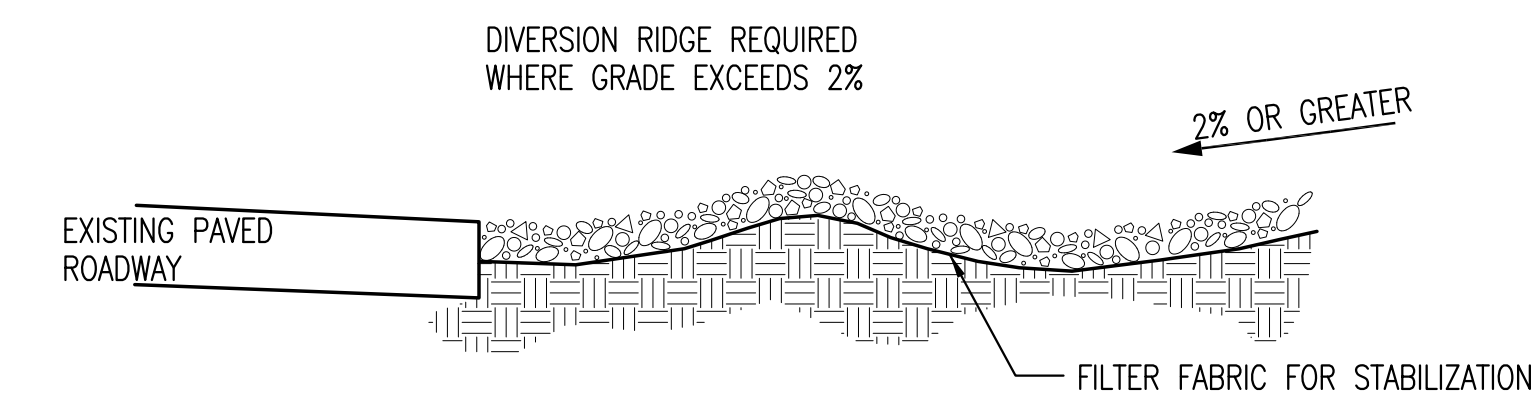 DIVERSION RIDGE REQUIRED
WHERE GRADE EXCEEDS 2%
2% OR GREATER
EXISTING PAVED
ROADWAY
FILTER FABRIC FOR STABILIZATION